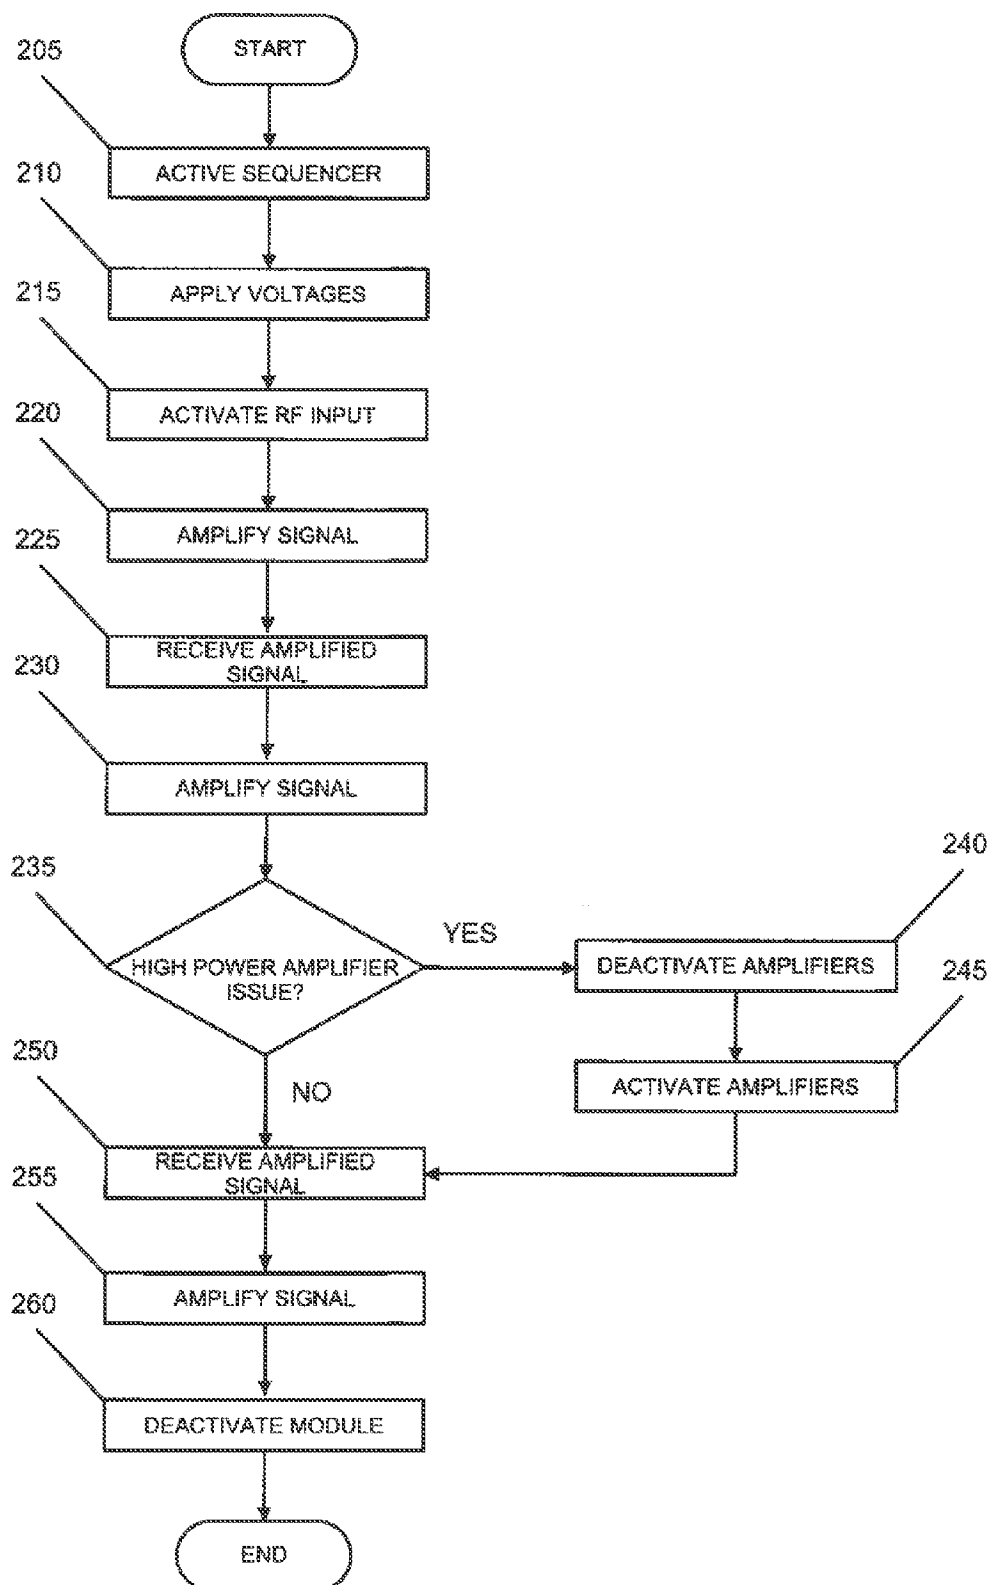 START
205
ACTIVE SEQUENCER
210
APPLY VOLTAGES
215
ACTIVATE RF INPUT
220
AMPLIFY SIGNAL
225
RECEIVE AMPLIFIED
SIGNAL
230
AMPLIFY SIGNAL
235
HIGH POWER AMPLIFIER
ISSUE?
YES
240
DEACTIVATE AMPLIFIERS
245
ACTIVATE AMPLIFIERS
NO
250
RECEIVE AMPLIFIED
SIGNAL
255
AMPLIFY SIGNAL
260
DEACTIVATE MODULE
END